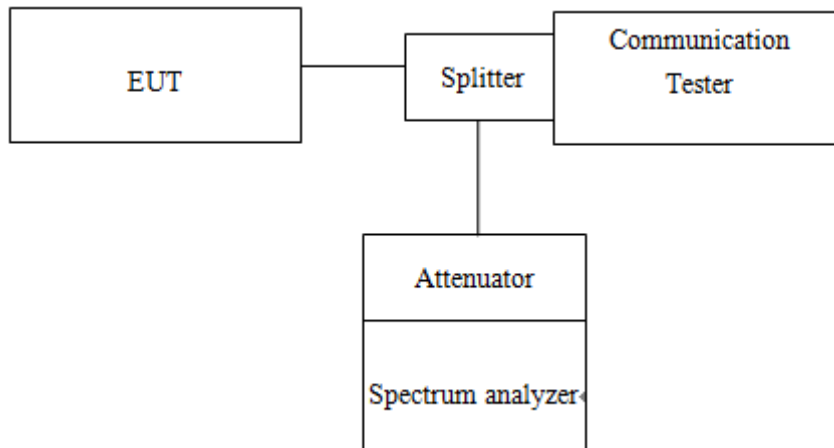 EUT
Splitter
Communication
Tester
Attenuator
Spectrum analyzer